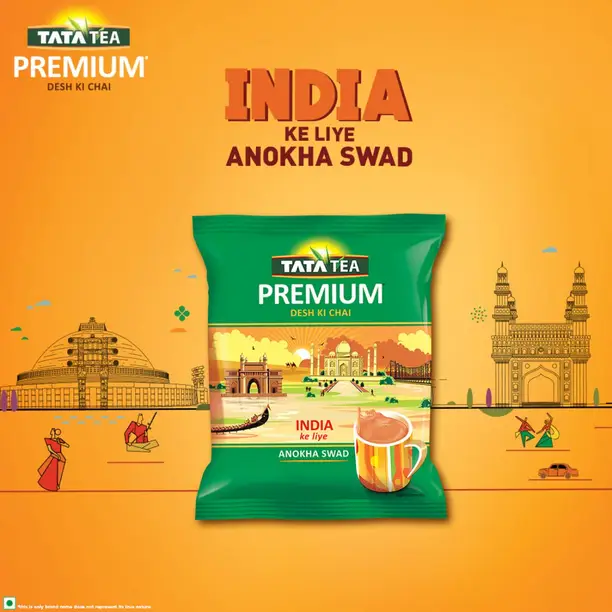 TATA TEA
PREMIUM®
DESH KI CHAI
INDIA
KE LIYE
ANOKHA SWAD
TATA TEA
PREMIUM
DESH KI CHAI
INDIA
ke liye
ANOKHA SWAD